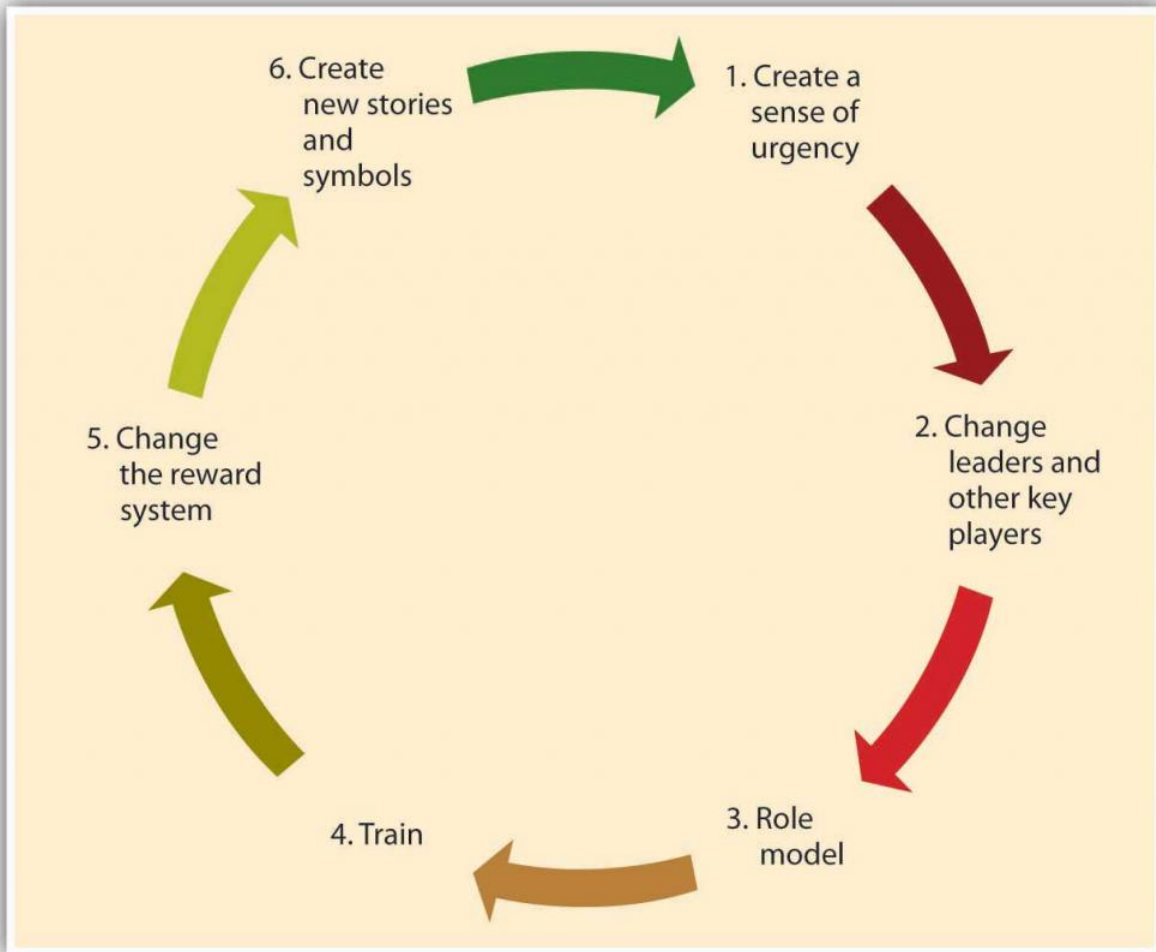 1. Create a
sense of
urgency
2. Change
leaders and
other key
players
3. Role
model
4. Train
5. Change
the reward
system
6. Create
new stories
and
symbols